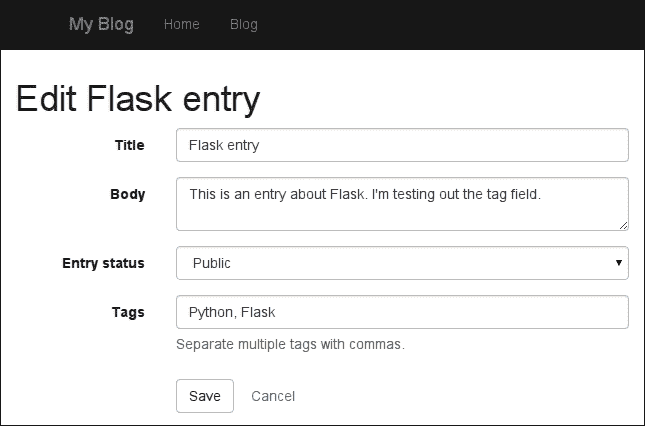 My Blog Home Blog
Edit Flask entry
Title Flask entry
Body This is an entry about Flask. I'm testing out the tag field.
Entry status Public
Tags Python, Flask
Separate multiple tags with commas.
Save Cancel